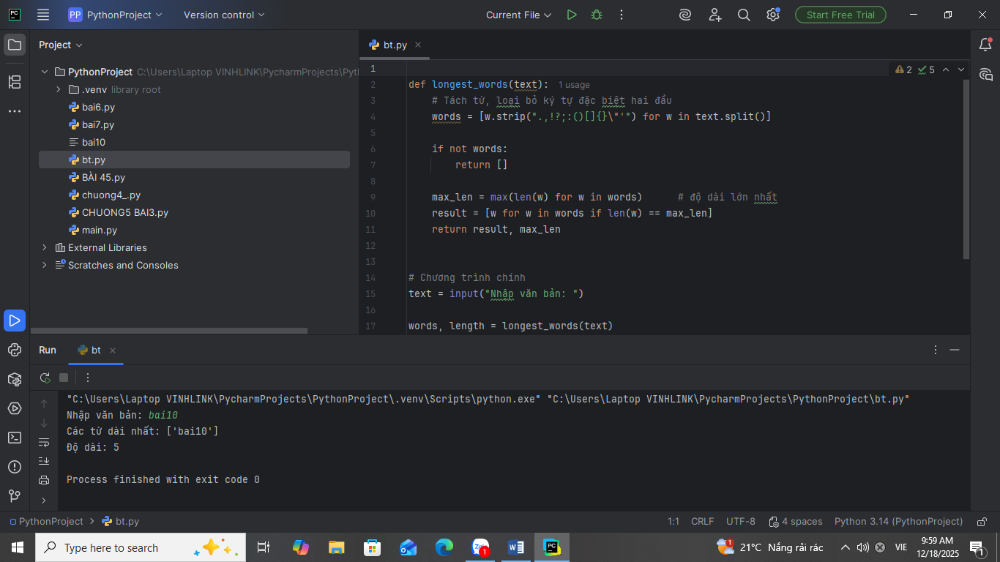 PC
PP PythonProject Version control Current File Start Free Trial
Project
PythonProject C:\Users\Laptop VINHLINK\PycharmProjects\Pyt
.venv library root
bai6.py
bai7.py
bai10
bt.py
BÀI 45.py
chuong4_.py
CHUONG5 BAI3.py
main.py
External Libraries
Scratches and Consoles
bt.py
2 5
1
2 def longest_words(text): 1 usage
3 # Tách từ, loại bỏ ký tự đặc biệt hai đầu
4 words = [w.strip(".,!?;:()[]{}\"'") for w in text.split()]
5
6 if not words:
7 return []
8
9 max_len = max(len(w) for w in words) # độ dài lớn nhất
10 result = [w for w in words if len(w) == max_len]
11 return result, max_len
12
13
14 # Chương trình chính
15 text = input("Nhập văn bản: ")
16
17 words, length = longest_words(text)
Run bt
"C:\Users\Laptop VINHLINK\PycharmProjects\PythonProject\.venv\Scripts\python.exe" "C:\Users\Laptop VINHLINK\PycharmProjects\PythonProject\bt.py"
Nhập văn bản: bai10
Các từ dài nhất: ['bai10']
Độ dài: 5
Process finished with exit code 0
PythonProject bt.py 1:1 CRLF UTF-8 4 spaces Python 3.14 (PythonProject)
Type here to search Zalo 1 W PC 1 21°C Nắng rải rác VIE 9:59 AM 12/18/2025 1